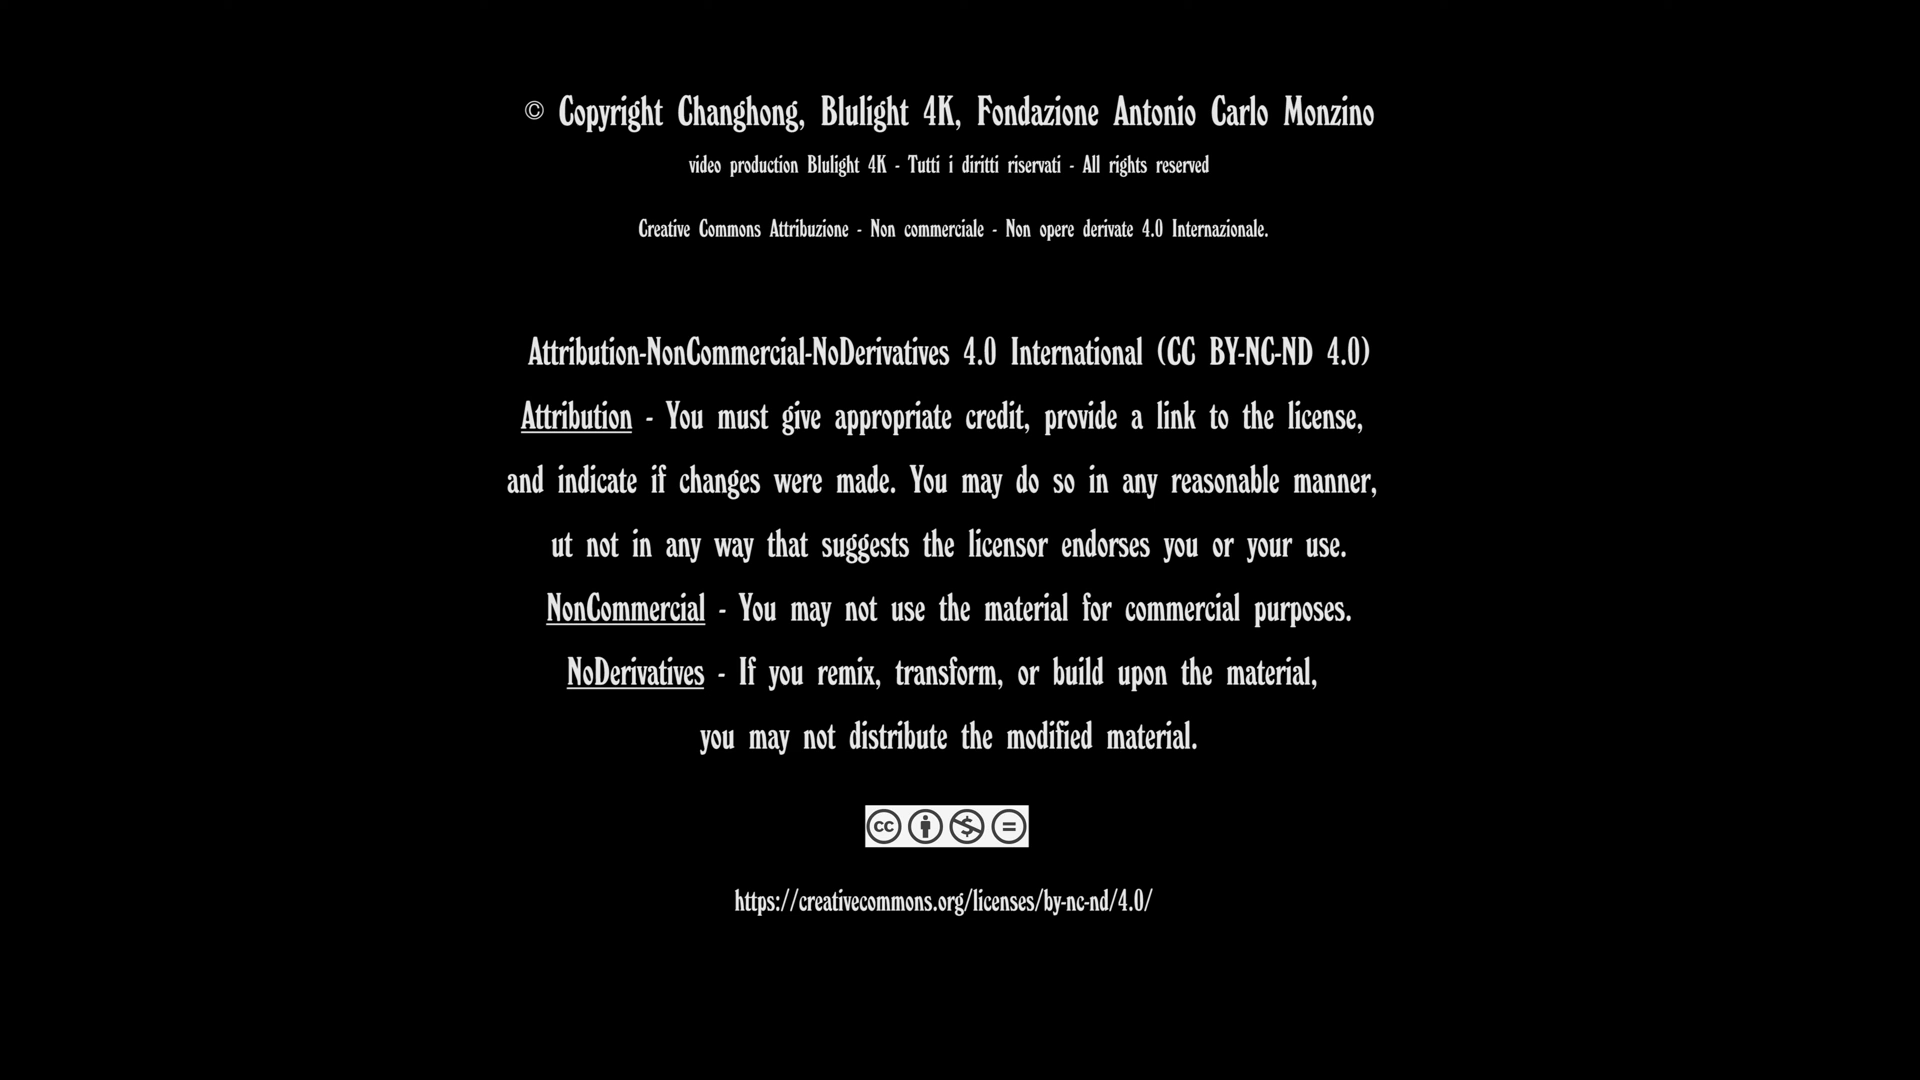 © Copyright Changhong, Blulight 4K, Fondazione Antonio Carlo Monzino
video production Blulight 4K - Tutti i diritti riservati - All rights reserved
Creative Commons Attribuzione - Non commerciale - Non opere derivate 4.0 Internazionale.
Attribution-NonCommercial-NoDerivatives 4.0 International (CC BY-NC-ND 4.0)
Attribution - You must give appropriate credit, provide a link to the license,
and indicate if changes were made. You may do so in any reasonable manner,
ut not in any way that suggests the licensor endorses you or your use.
NonCommercial - You may not use the material for commercial purposes.
NoDerivatives - If you remix, transform, or build upon the material,
you may not distribute the modified material.
cc
https://creativecommons.org/licenses/by-nc-nd/4.0/